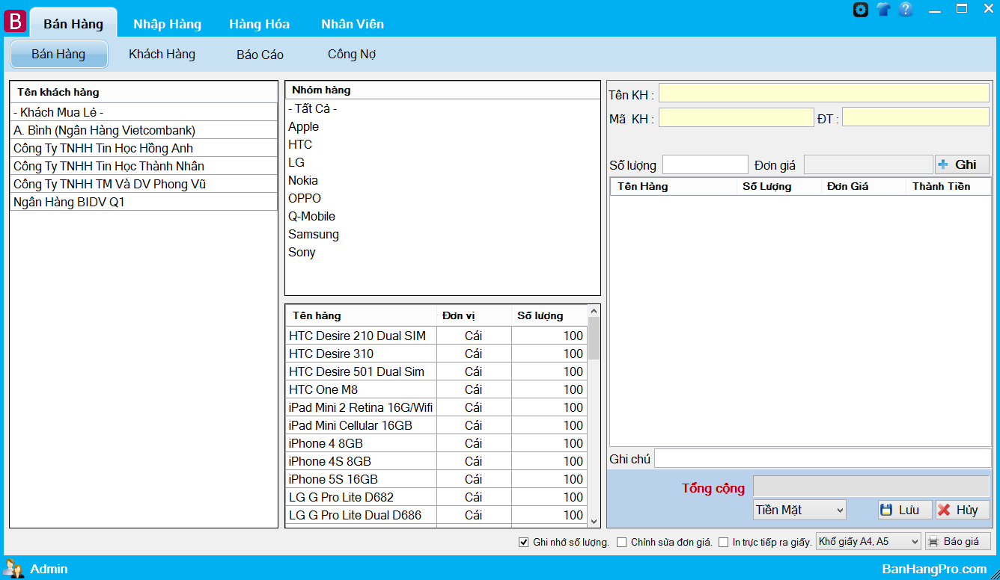 B Bán Hàng Nhập Hàng Hàng Hóa Nhân Viên ?
Bán Hàng Khách Hàng Báo Cáo Công Nợ
Tên khách hàng
- Khách Mua Lẻ -
A. Bình (Ngân Hàng Vietcombank)
Công Ty TNHH Tin Học Hồng Anh
Công Ty TNHH Tin Học Thành Nhân
Công Ty TNHH TM Và DV Phong Vũ
Ngân Hàng BIDV Q1
Nhóm hàng
- Tất Cả -
Apple
HTC
LG
Nokia
OPPO
Q-Mobile
Samsung
Sony
Tên hàng Đơn vị Số lượng
HTC Desire 210 Dual SIM Cái 100
HTC Desire 310 Cái 100
HTC Desire 501 Dual Sim Cái 100
HTC One M8 Cái 100
iPad Mini 2 Retina 16G/Wifi Cái 100
iPad Mini Cellular 16GB Cái 100
iPhone 4 8GB Cái 100
iPhone 4S 8GB Cái 100
iPhone 5S 16GB Cái 100
LG G Pro Lite D682 Cái 100
LG G Pro Lite Dual D686 Cái 100
Tên KH :
Mã KH : ĐT :
Số lượng Đơn giá Ghi
Tên Hàng Số Lượng Đơn Giá Thành Tiền
Ghi chú
Tổng cộng
Tiền Mặt Lưu Hủy
Ghi nhớ số lượng. Chỉnh sửa đơn giá. In trực tiếp ra giấy. Khổ giấy A4, A5 Báo giá
Admin BanHangPro.com